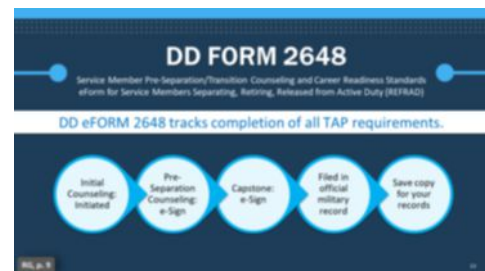 DD FORM 2648
Service Member Pre-Separation/Transition Counseling and Career Readiness Standards
eForm for Service Members Separating, Retiring, Released from Active Duty (REFRAD)
DD eFORM 2648 tracks completion of all TAP requirements.
Initial
Counseling:
Initiated
Pre-
Separation
Counseling:
e-Sign
Capstone:
e-Sign
Filed in
official
military
record
Save copy
for your
records
RIL, p. 9